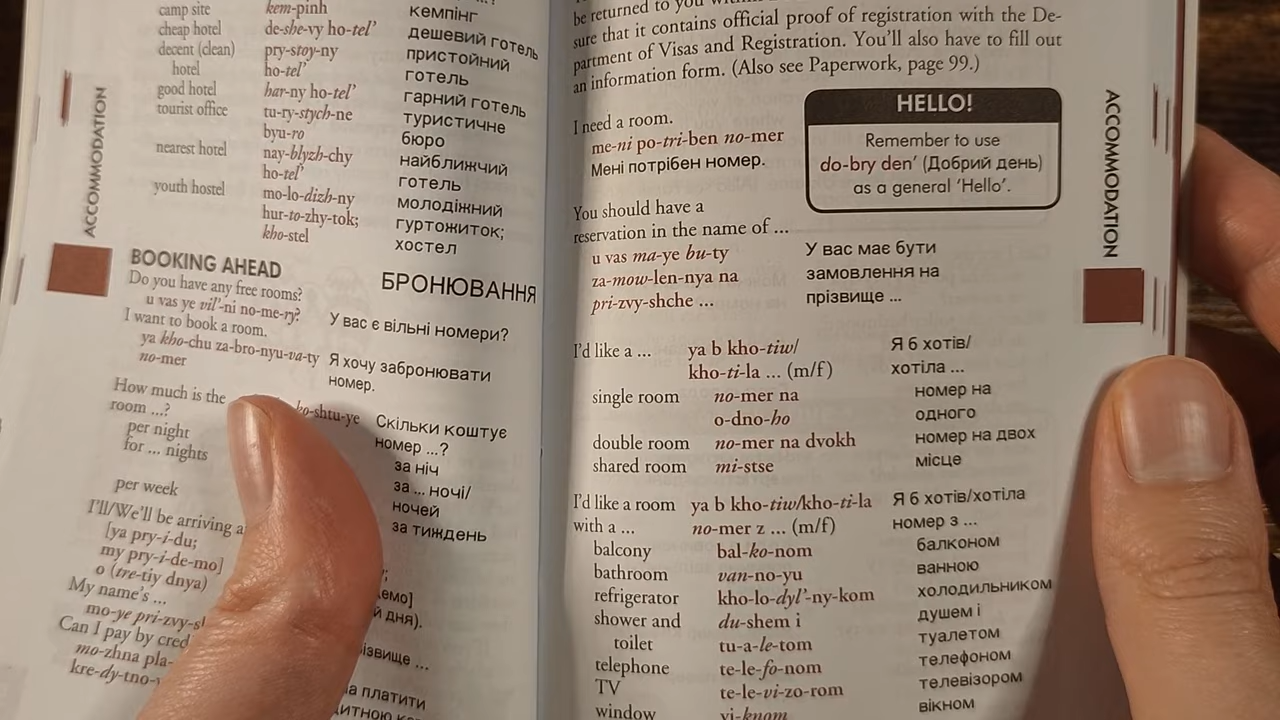 ACCOMMODATION
camp site kem-pinh кемпінг
cheap hotel de-she-vy ho-tel' дешевий готель
decent (clean) pry-stoy-ny пристойний
hotel ho-tel' готель
good hotel har-ny ho-tel' гарний готель
tourist office tu-ry-stych-ne туристичне
byu-ro бюро
nearest hotel nay-blyzh-chy найближчий
ho-tel' готель
youth hostel mo-lo-dizh-ny молодіжний
hur-to-zhy-tok; гуртожиток;
kho-stel хостел
BOOKING AHEAD БРОНЮВАННЯ
Do you have any free rooms?
u vas ye vil'-ni no-me-ry? У вас є вільні номери?
I want to book a room.
ya kho-chu za-bro-nyu-va-ty Я хочу забронювати
no-mer номер.
How much is the ko-shtu-ye Скільки коштує
room ...? номер ...?
per night за ніч
for ... nights за ... ночі/
ночей
per week за тиждень
I'll/We'll be arriving a
[ya pry-i-du;
my pry-i-de-mo]
o (tre-tiy dnya) дня).
My name's ...
mo-ye pri-zvy-s ...
Can I pay by cred
mo-zhna pla- платити
kre-dy-tno-
be returned to you
sure that it contains official proof of registration with the De-
partment of Visas and Registration. You'll also have to fill out
an information form. (Also see Paperwork, page 99.)
I need a room.
me-ni po-tri-ben no-mer
Мені потрібен номер.
HELLO!
Remember to use
do-bry den' (Добрий день)
as a general 'Hello'.
You should have a
reservation in the name of ...
u vas ma-ye bu-ty У вас має бути
za-mow-len-nya na замовлення на
pri-zvy-shche ... прізвище ...
I'd like a ... ya b kho-tiw/ Я б хотів/
kho-ti-la ... (m/f) хотіла ...
single room no-mer na номер на
o-dno-ho одного
double room no-mer na dvokh номер на двох
shared room mi-stse місце
I'd like a room ya b kho-tiw/kho-ti-la Я б хотів/хотіла
with a ... no-mer z ... (m/f) номер з ...
balcony bal-ko-nom балконом
bathroom van-no-yu ванною
refrigerator kho-lo-dyl'-ny-kom холодильником
shower and du-shem i душем і
toilet tu-a-le-tom туалетом
telephone te-le-fo-nom телефоном
TV te-le-vi-zo-rom телевізором
window vi-knom вікном
ACCOMMODATION